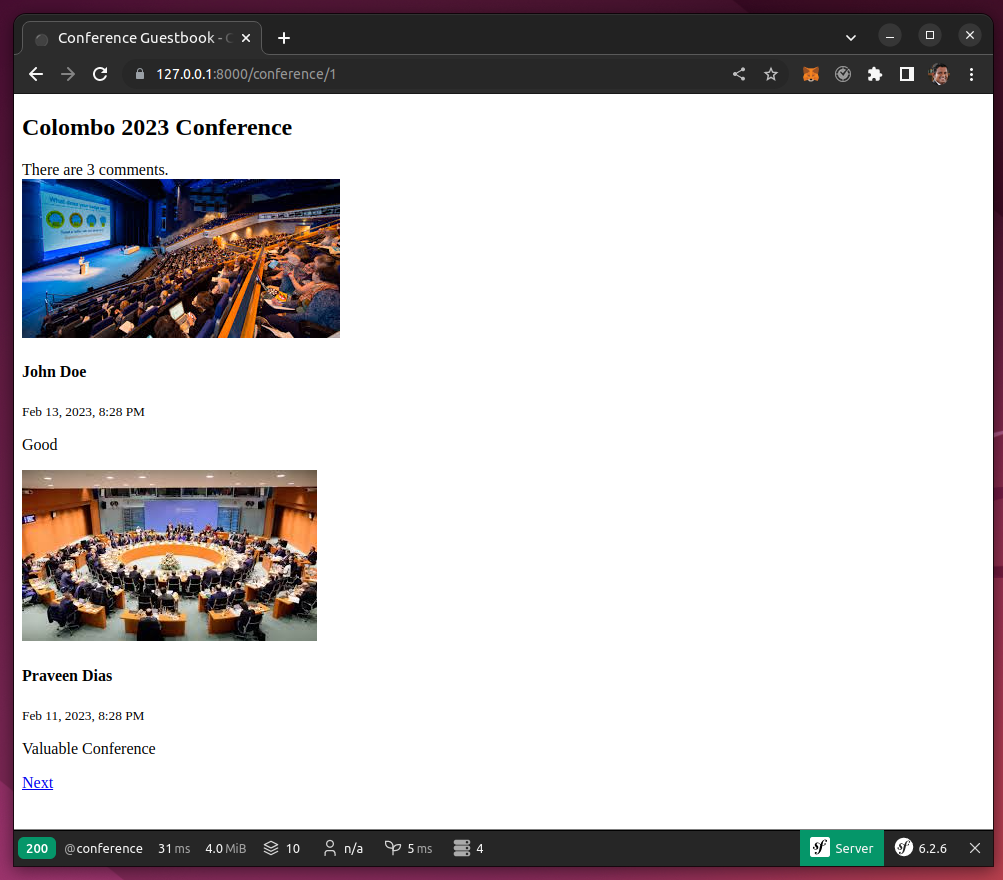 Conference Guestbook - C
127.0.0.1:8000/conference/1
Colombo 2023 Conference
There are 3 comments.
John Doe
Feb 13, 2023, 8:28 PM
Good
Praveen Dias
Feb 11, 2023, 8:28 PM
Valuable Conference
Next
200 @conference 31 ms 4.0 MiB 10 n/a 5 ms 4 sf Server sf 6.2.6